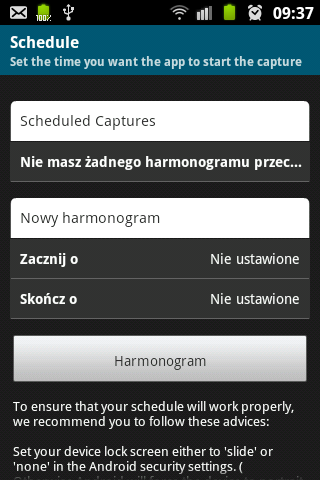 100%
09:37
Schedule
Set the time you want the app to start the capture
Scheduled Captures
Nie masz żadnego harmonogramu przec...
Nowy harmonogram
Zacznij o Nie ustawione
Skończ o Nie ustawione
Harmonogram
To ensure that your schedule will work properly,
we recommend you to follow these advices:
Set your device lock screen either to 'slide' or
'none' in the Android security settings. (